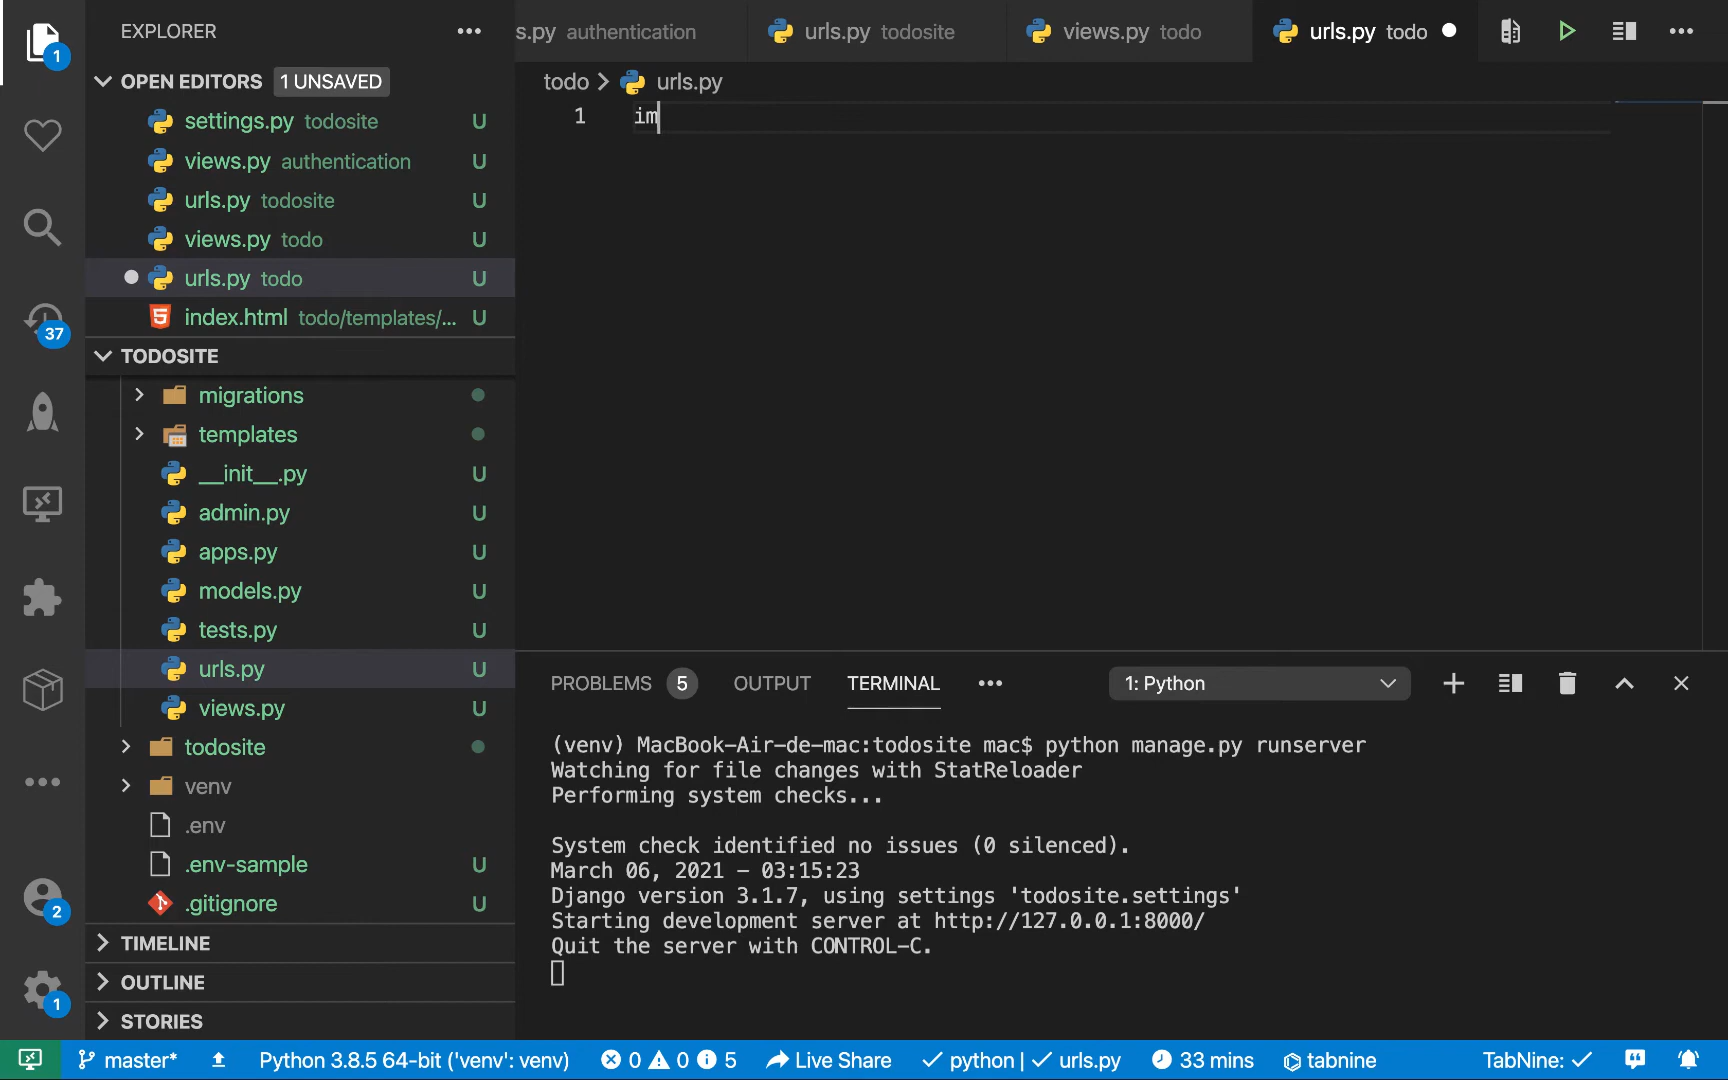 EXPLORER
OPEN EDITORS 1 UNSAVED
settings.py todosite U
views.py authentication U
urls.py todosite U
views.py todo U
urls.py todo U
index.html todo/templates/... U
TODOSITE
migrations
templates
__init__.py U
admin.py U
apps.py U
models.py U
tests.py U
urls.py U
views.py U
todosite
venv
.env
.env-sample U
.gitignore U
TIMELINE
OUTLINE
STORIES
1
37
2
1
s.py authentication urls.py todosite views.py todo urls.py todo
todo > urls.py
1 im
PROBLEMS 5 OUTPUT TERMINAL 1: Python
(venv) MacBook-Air-de-mac:todosite mac$ python manage.py runserver
Watching for file changes with StatReloader
Performing system checks...
System check identified no issues (0 silenced).
March 06, 2021 - 03:15:23
Django version 3.1.7, using settings 'todosite.settings'
Starting development server at http://127.0.0.1:8000/
Quit the server with CONTROL-C.
master* Python 3.8.5 64-bit ('venv': venv) 0 0 5 Live Share python | urls.py 33 mins tabnine TabNine: